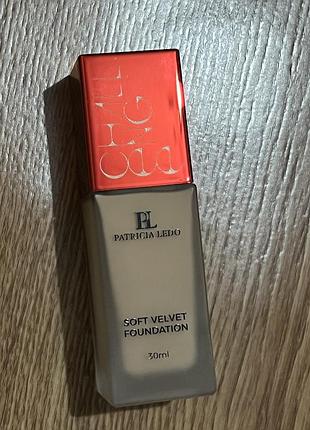 PL
PATRICIA LEDO
SOFT VELVET
FOUNDATION
30ml